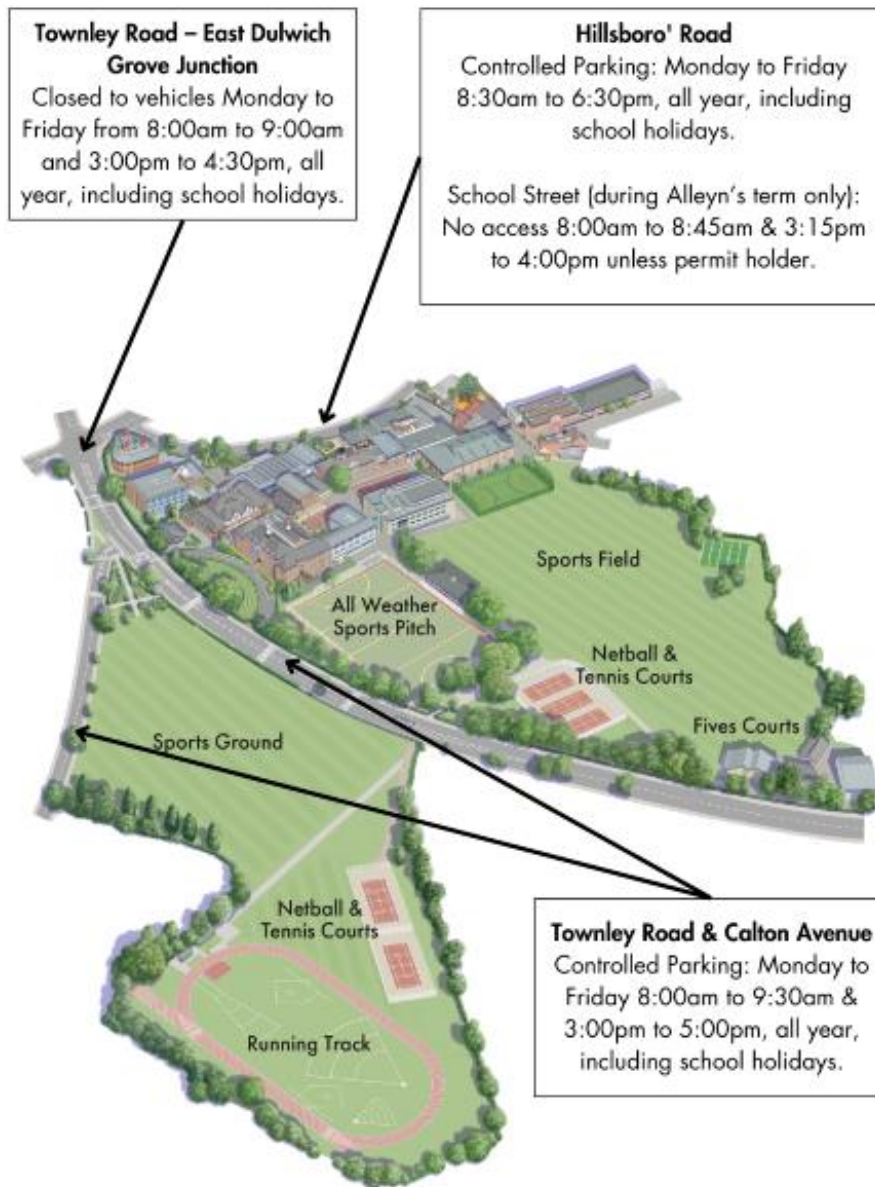 Townley Road – East Dulwich
Grove Junction
Closed to vehicles Monday to
Friday from 8:00am to 9:00am
and 3:00pm to 4:30pm, all
year, including school holidays.
Hillsboro' Road
Controlled Parking: Monday to Friday
8:30am to 6:30pm, all year, including
school holidays.
School Street (during Alleyn's term only):
No access 8:00am to 8:45am & 3:15pm
to 4:00pm unless permit holder.
Sports Field
All Weather
Sports Pitch
Netball &
Tennis Courts
Fives Courts
Sports Ground
Netball &
Tennis Courts
Running Track
Townley Road & Calton Avenue
Controlled Parking: Monday to
Friday 8:00am to 9:30am &
3:00pm to 5:00pm, all year,
including school holidays.